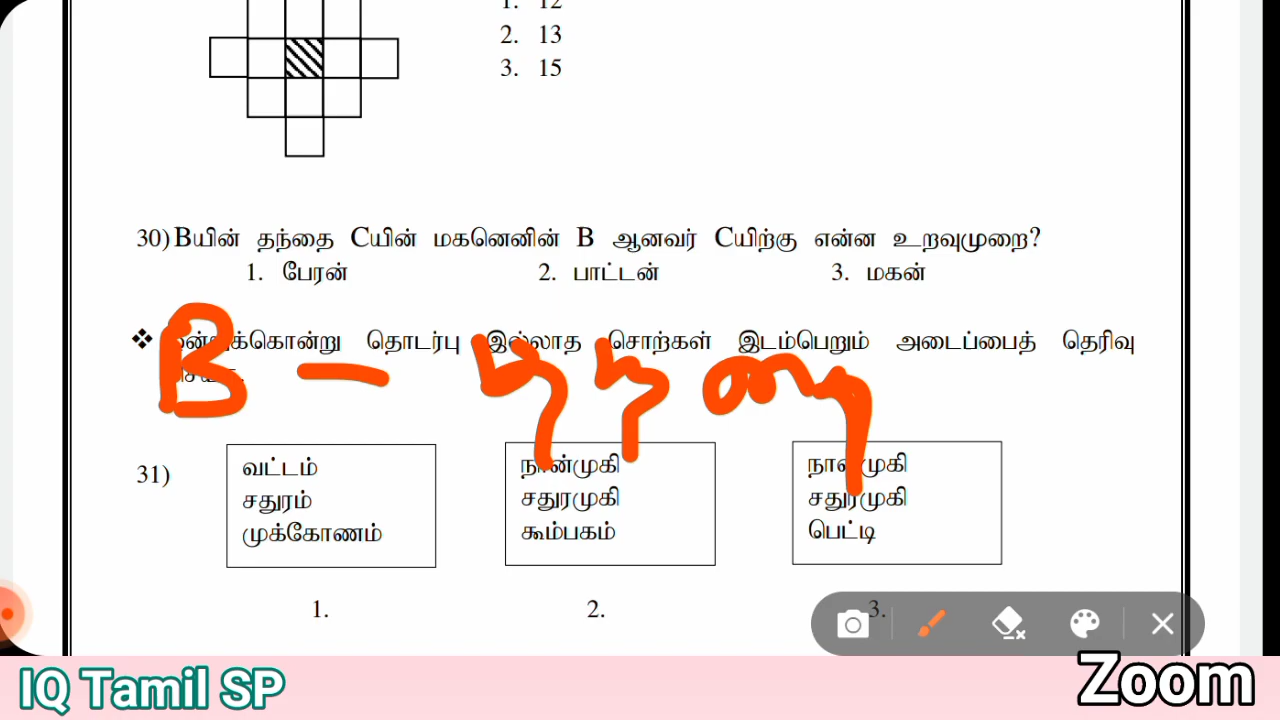 1. 12
2. 13
3. 15
30) Bயின் தந்தை Cயின் மகனெனின் B ஆனவர் Cயிற்கு என்ன உறவுமுறை?
1. பேரன் 2. பாட்டன் 3. மகன்
❖ ஒன்றுக்கொன்று தொடர்பு இல்லாத சொற்கள் இடம்பெறும் அடைப்பைத் தெரிவு
B –
31)
வட்டம்
சதுரம்
முக்கோணம்
நான்முகி
சதுரமுகி
கூம்பகம்
நான்முகி
சதுரமுகி
பெட்டி
1. 2. 3.
IQ Tamil SP
Zoom